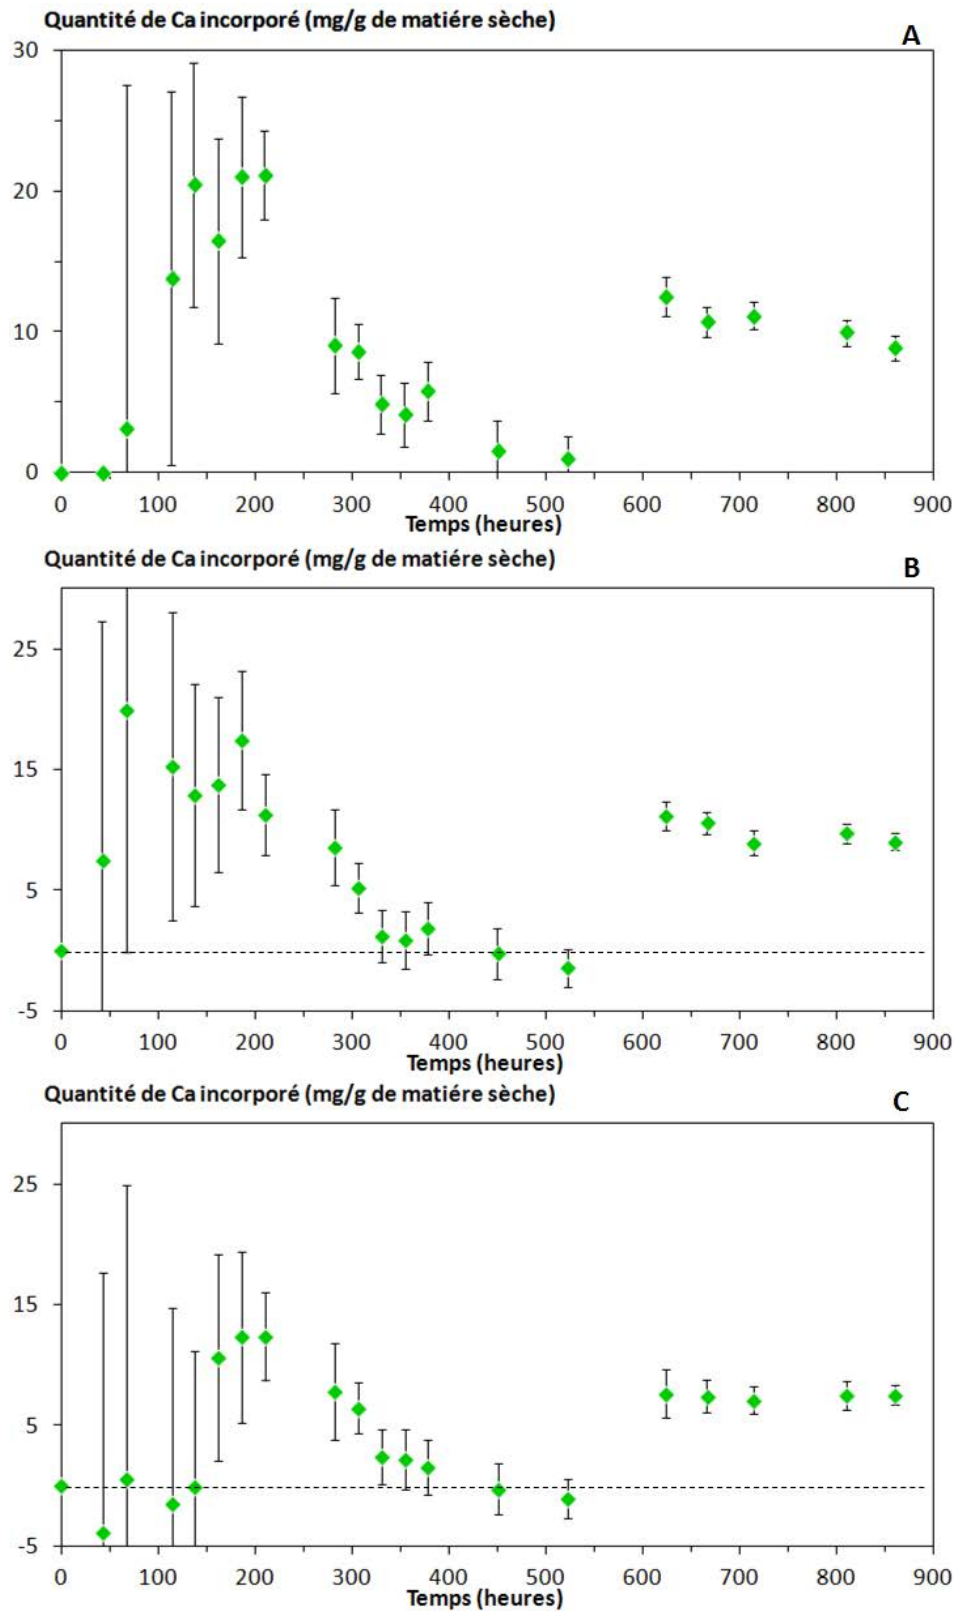 Quantité de Ca incorporé (mg/g de matiére sèche)
A
30
20
10
0
0 100 200 300 400 500 600 700 800 900
Temps (heures)
Quantité de Ca incorporé (mg/g de matiére sèche)
B
25
15
5
-5
0 100 200 300 400 500 600 700 800 900
Temps (heures)
Quantité de Ca incorporé (mg/g de matiére sèche)
C
25
15
5
-5
0 100 200 300 400 500 600 700 800 900
Temps (heures)